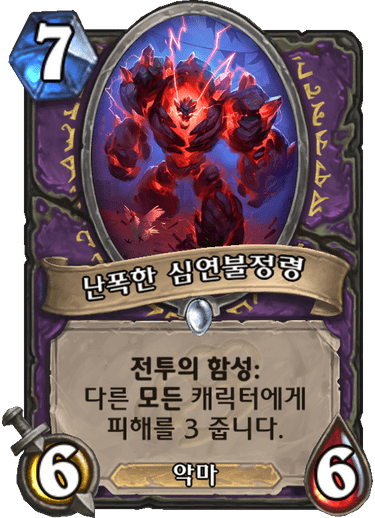 7
난폭한 심연불정령
전투의 함성:
다른 모든 캐릭터에게
피해를 3 줍니다.
6
악마
6